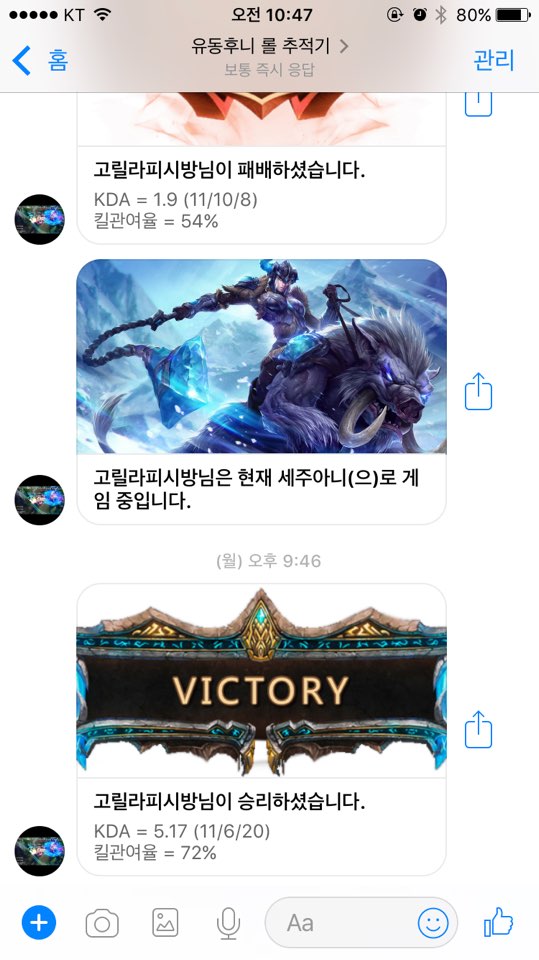 KT 오전 10:47 80%
홈 유동후니 롤 추적기 관리
보통 즉시 응답
고릴라피시방님이 패배하셨습니다.
KDA = 1.9 (11/10/8)
킬관여율 = 54%
고릴라피시방님은 현재 세주아니(으)로 게
임 중입니다.
(월) 오후 9:46
VICTORY
고릴라피시방님이 승리하셨습니다.
KDA = 5.17 (11/6/20)
킬관여율 = 72%
Aa